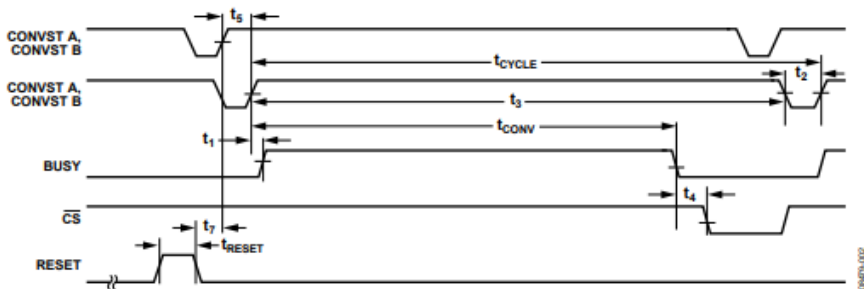 t5
CONVST A,
CONVST B
tCYCLE
t2
CONVST A,
CONVST B
t3
tCONV
t1
BUSY
t4
CS
t7
tRESET
RESET